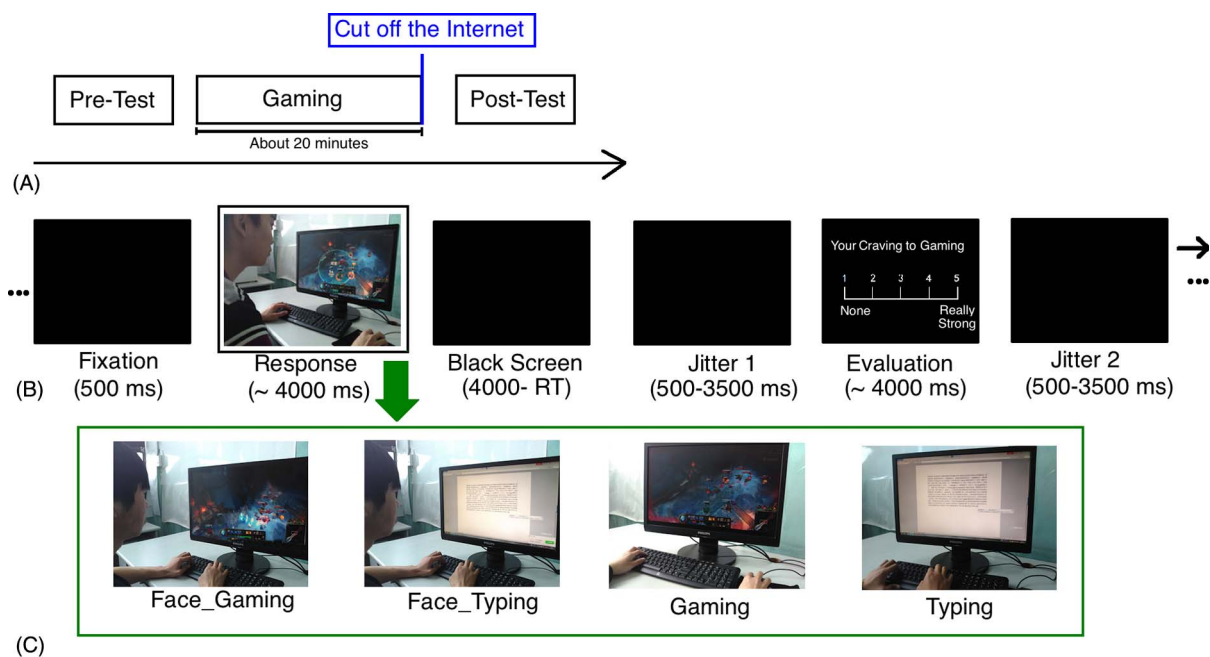 Cut off the Internet
Pre-Test
Gaming
Post-Test
About 20 minutes
(A)
Your Craving to Gaming
1 2 3 4 5
None
Really
Strong
Fixation
(500 ms)
Response
(~ 4000 ms)
Black Screen
(4000- RT)
Jitter 1
(500-3500 ms)
Evaluation
(~ 4000 ms)
Jitter 2
(500-3500 ms)
(B)
Face_Gaming
Face_Typing
Gaming
Typing
(C)